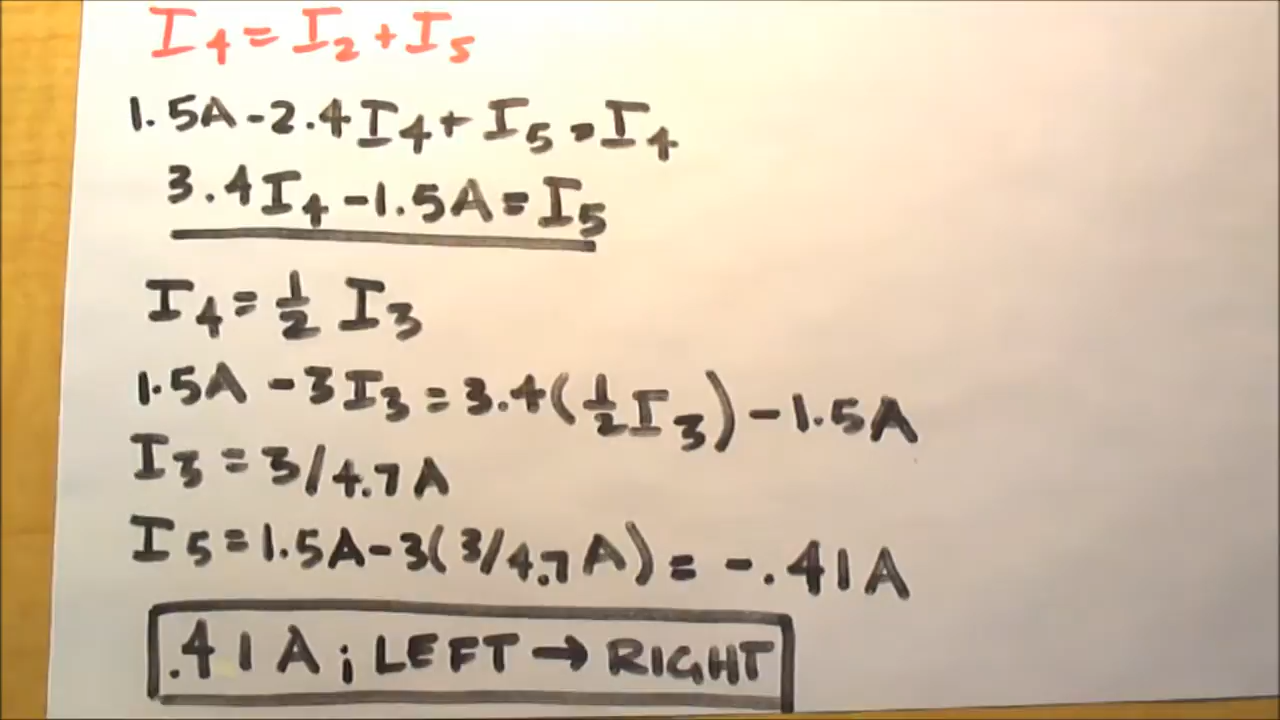 I₄ = I₂ + I₅
1.5A - 2.4I₄ + I₅ = I₄
3.4I₄ - 1.5A = I₅
I₄ = ½ I₃
1.5A - 3I₃ = 3.4(½I₃) - 1.5A
I₃ = 3/4.7A
I₅ = 1.5A - 3(3/4.7A) = -.41A
.41A; LEFT → RIGHT